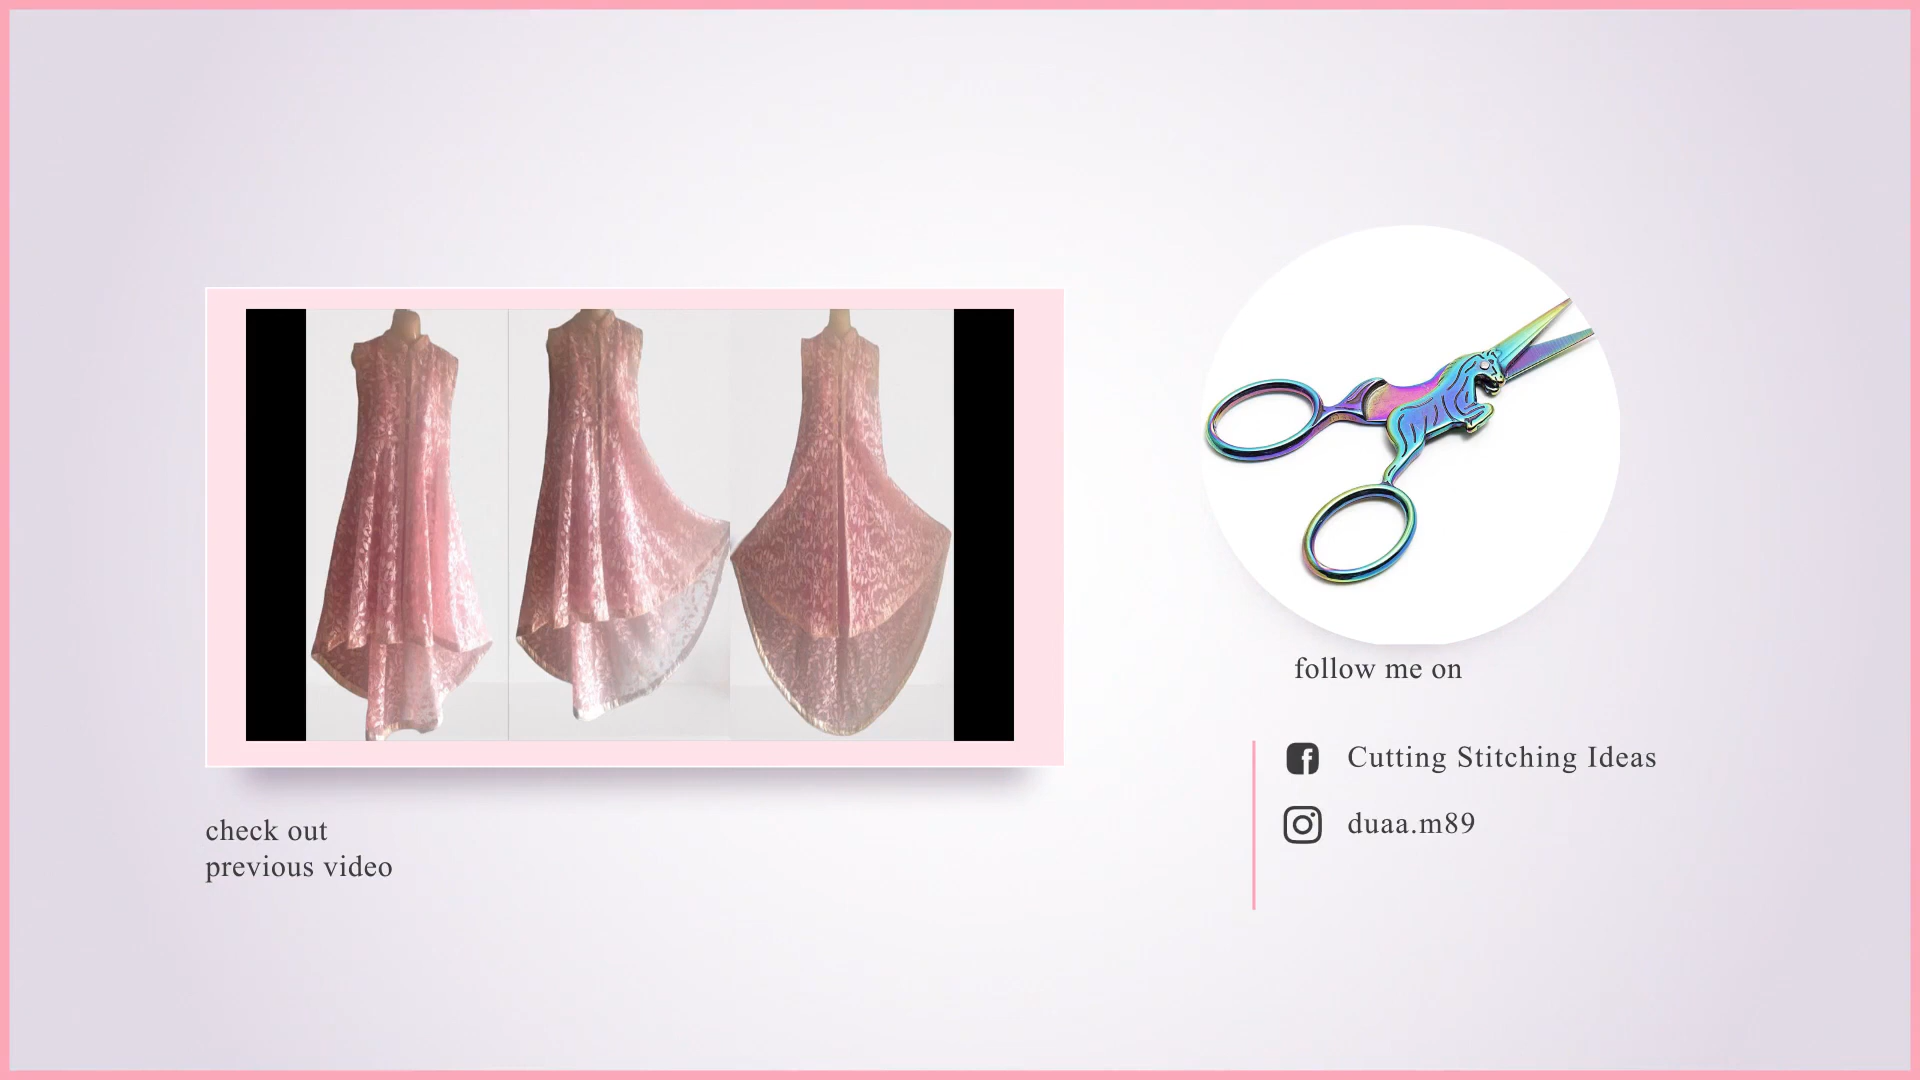 check out
previous video
follow me on
Cutting Stitching Ideas
duaa.m89